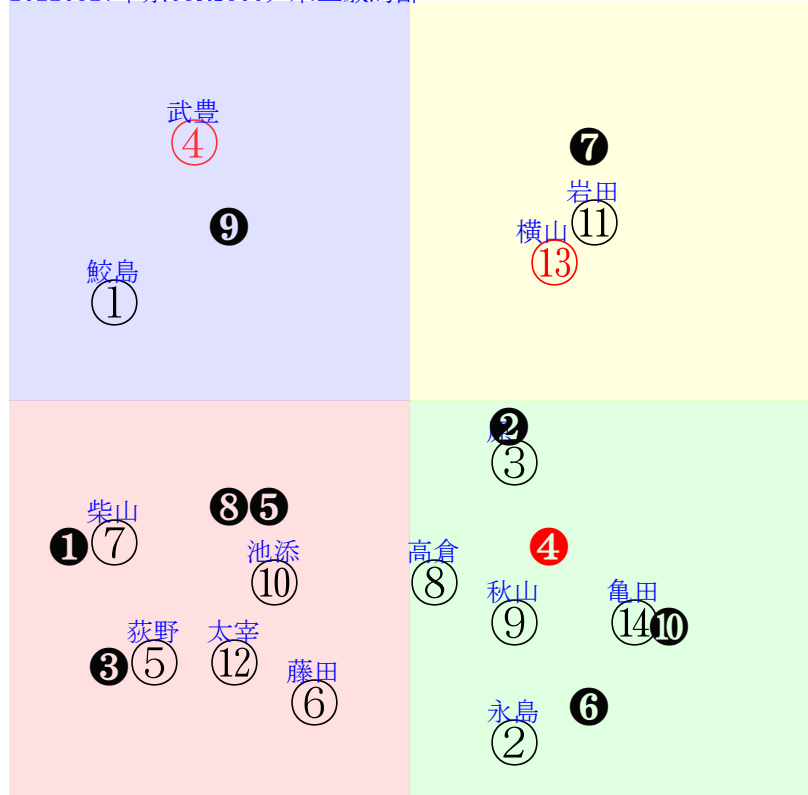 武豊
④
❼
岩田
⑪
❾
横山
⑬
鮫島
①
❷
③
柴山
⑦
❶
❽❺
池添
⑩
高倉
⑧
❹
秋山
⑨
亀田
⑭❿
荻野
❸⑤
太宰
⑫
藤田
⑥
永島
②
❻